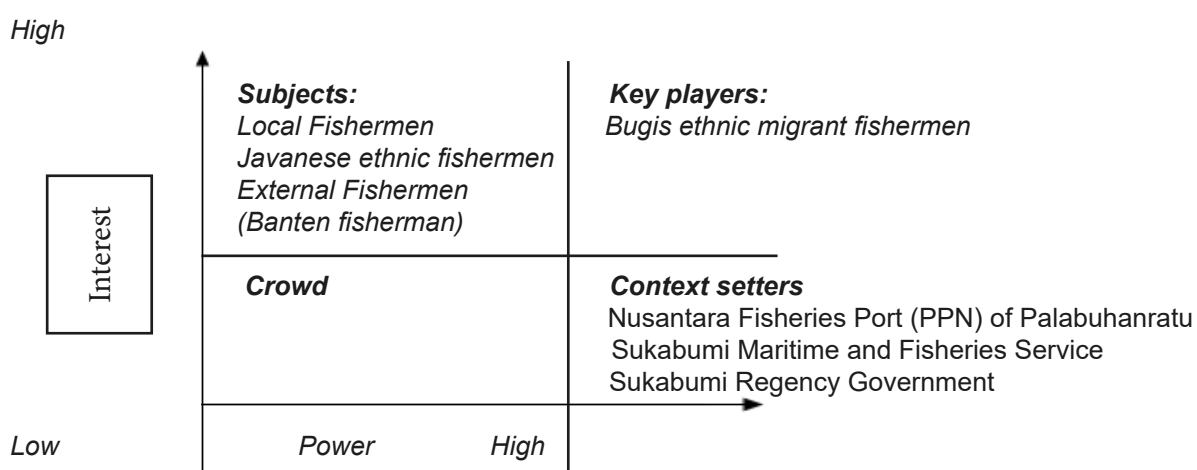 High
Subjects:
Local Fishermen
Javanese ethnic fishermen
External Fishermen
(Banten fisherman)
Key players:
Bugis ethnic migrant fishermen
Interest
Crowd
Context setters
Nusantara Fisheries Port (PPN) of Palabuhanratu
Sukabumi Maritime and Fisheries Service
Sukabumi Regency Government
Low
Power
High